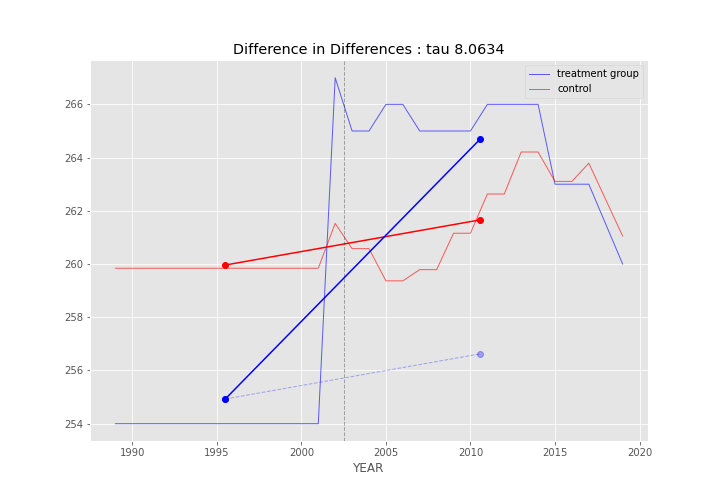 Difference in Differences : tau 8.0634
treatment group
control
266
264
262
260
258
256
254
1990 1995 2000 2005 2010 2015 2020
YEAR